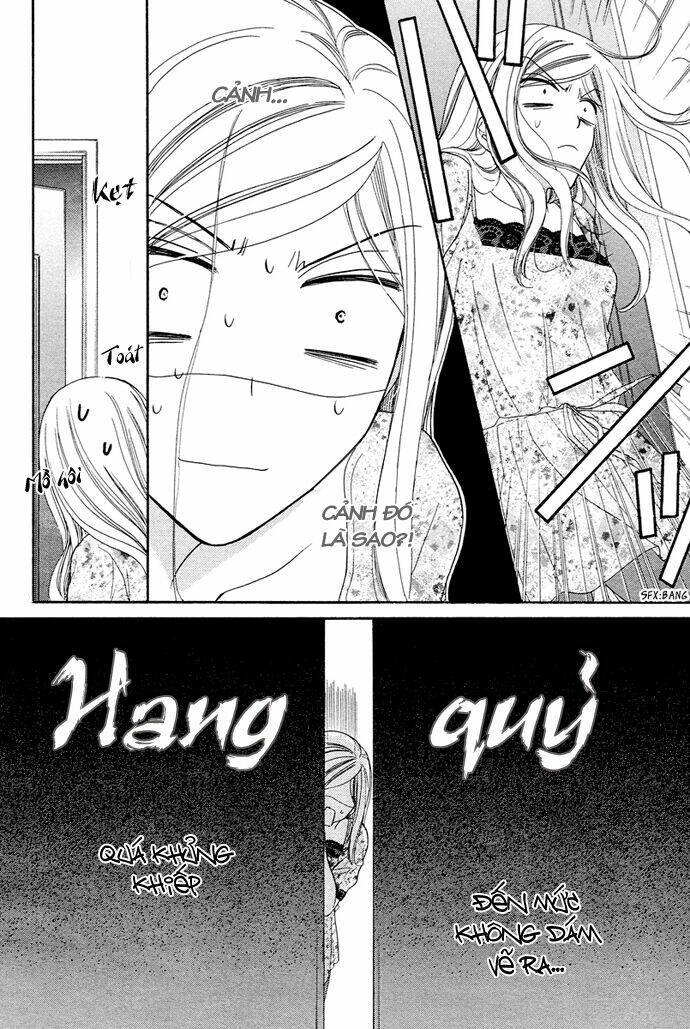 SFX:BANG
CẢNH...
CẢNH ĐÓ
LÀ SAO?!
Kẹt
Toát
Mồ hôi
Hang quỷ
QUÁ KHỦNG
KHIẾP
ĐẾN MỨC
KHÔNG DÁM
VẼ RA...